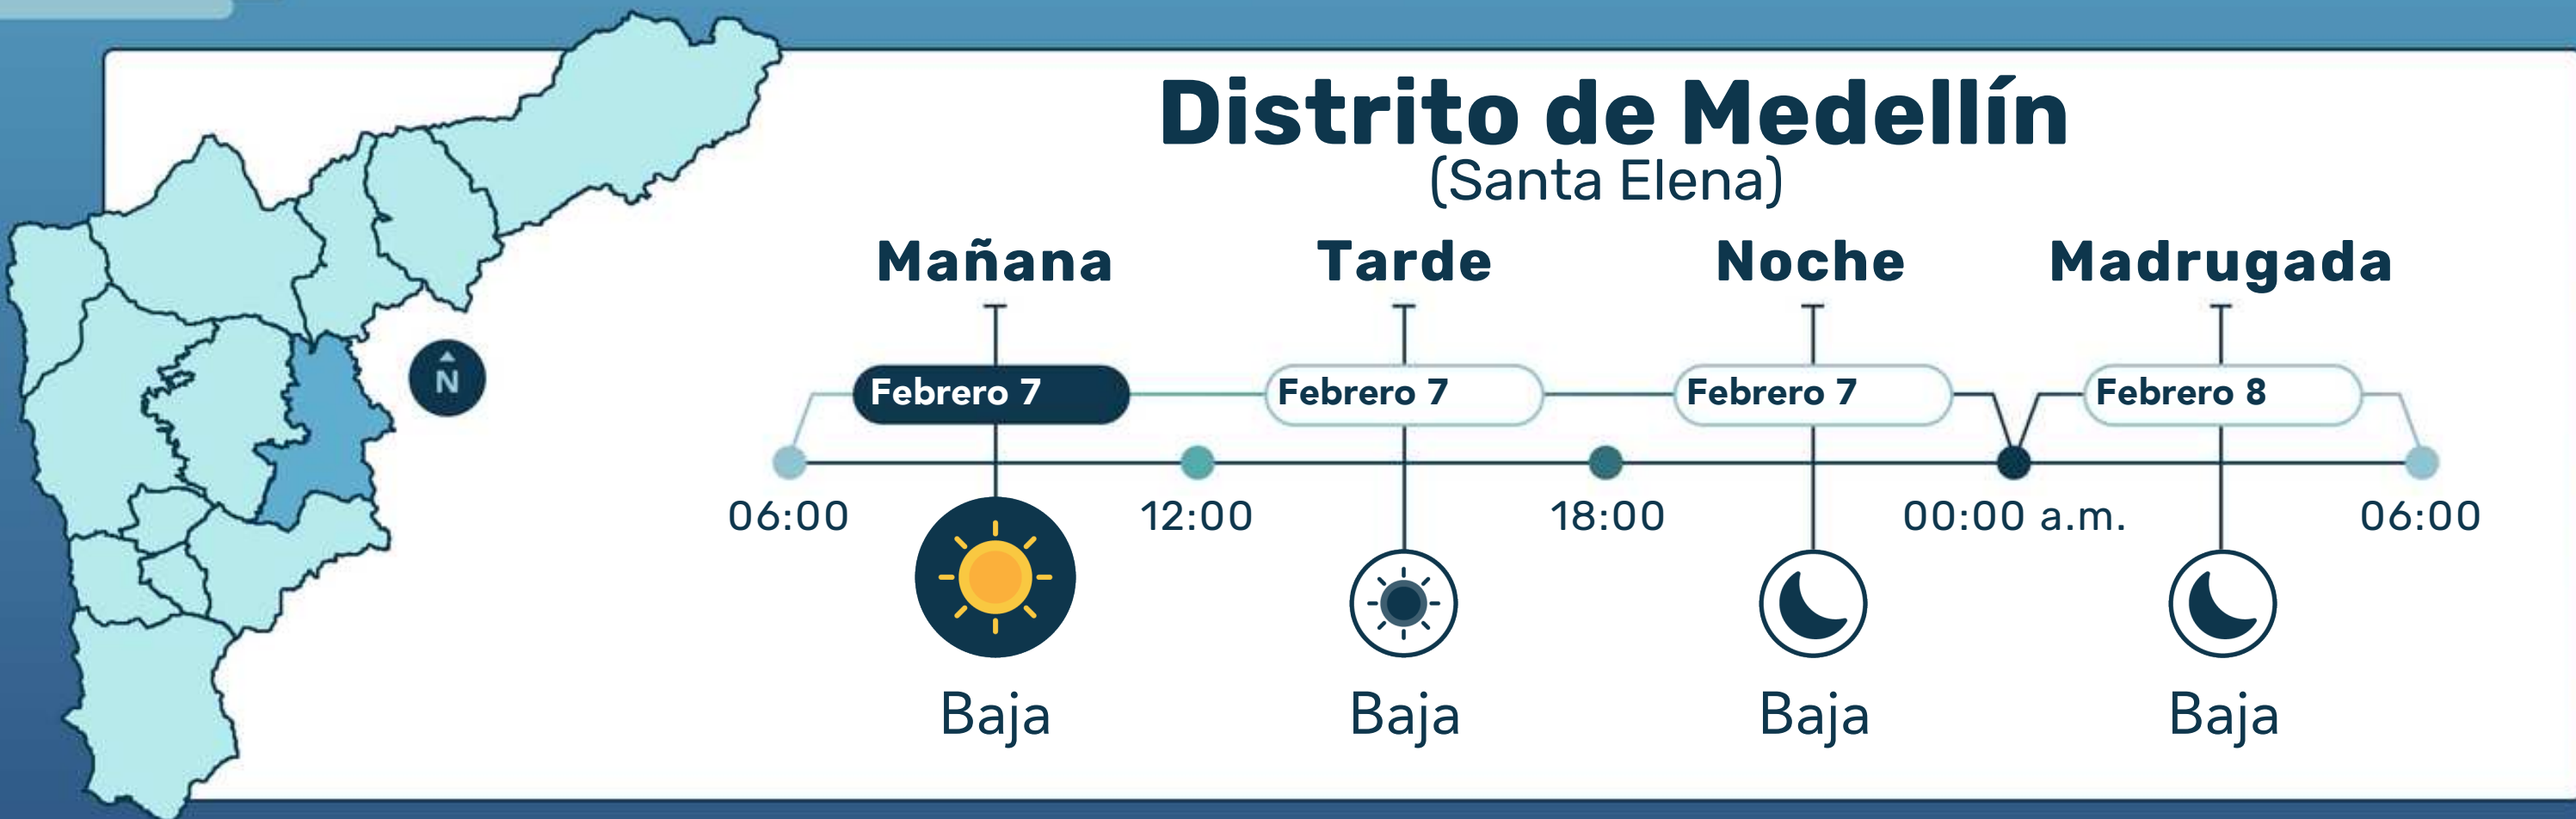 Distrito de Medellín
(Santa Elena)
Mañana Tarde Noche Madrugada
N
Febrero 7 Febrero 7 Febrero 7 Febrero 8
06:00 12:00 18:00 00:00 a.m. 06:00
Baja Baja Baja Baja